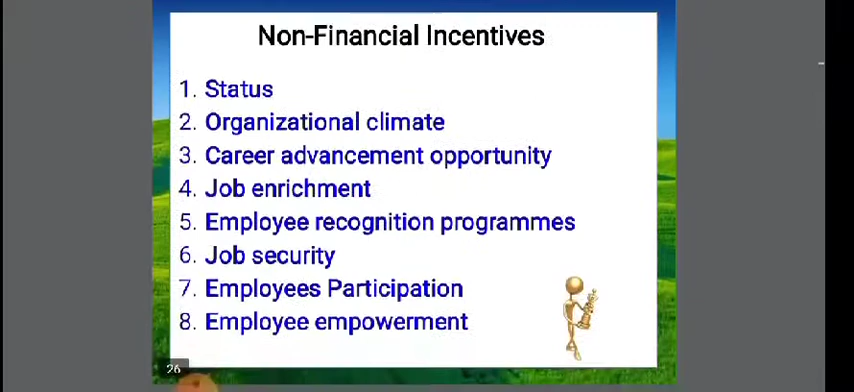 Non-Financial Incentives
1. Status
2. Organizational climate
3. Career advancement opportunity
4. Job enrichment
5. Employee recognition programmes
6. Job security
7. Employees Participation
8. Employee empowerment
26